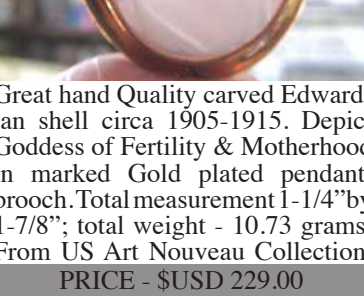 Great hand Quality carved Edward
ian shell circa 1905-1915. Depic
Goddess of Fertility & Motherhood
in marked Gold plated pendant
brooch. Total measurement 1-1/4”by
1-7/8”; total weight - 10.73 grams
From US Art Nouveau Collection
PRICE - $USD 229.00